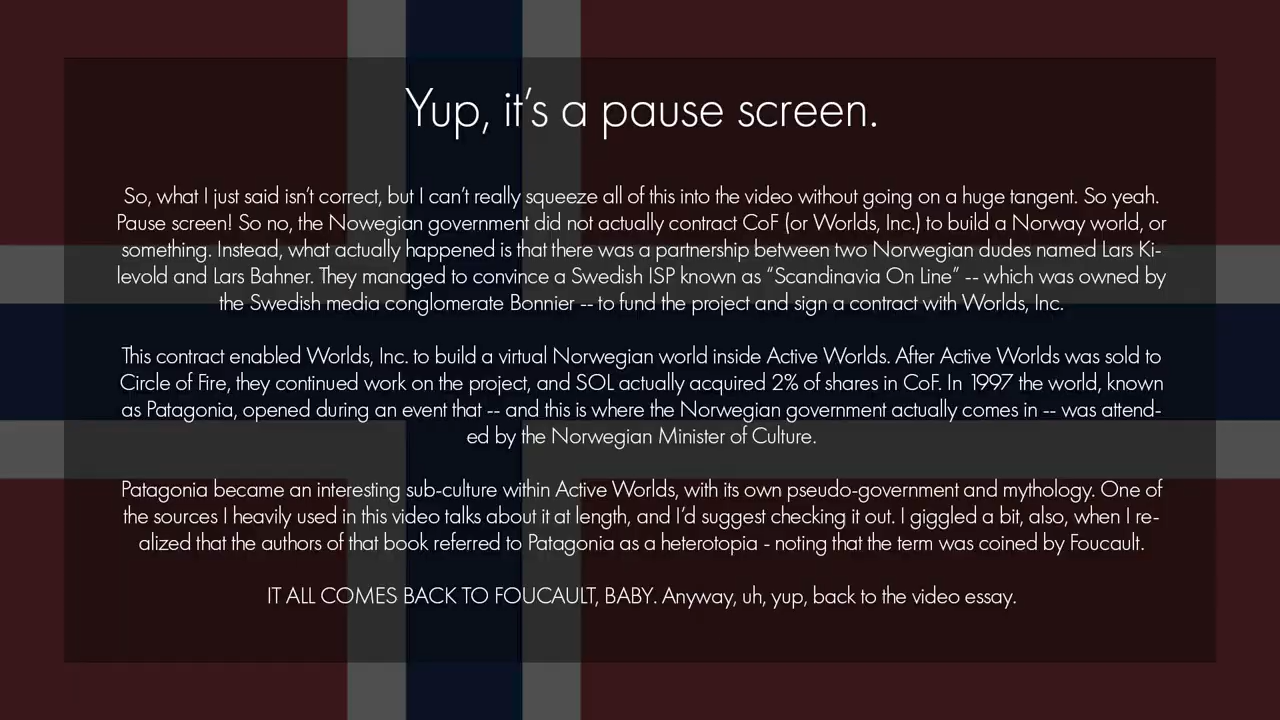 Yup, it's a pause screen.
So, what I just said isn't correct, but I can't really squeeze all of this into the video without going on a huge tangent. So yeah.
Pause screen! So no, the Nowegian government did not actually contract CoF (or Worlds, Inc.) to build a Norway world, or
something. Instead, what actually happened is that there was a partnership between two Norwegian dudes named Lars Ki-
levold and Lars Bahner. They managed to convince a Swedish ISP known as "Scandinavia On Line" -- which was owned by
the Swedish media conglomerate Bonnier -- to fund the project and sign a contract with Worlds, Inc.
This contract enabled Worlds, Inc. to build a virtual Norwegian world inside Active Worlds. After Active Worlds was sold to
Circle of Fire, they continued work on the project, and SOL actually acquired 2% of shares in CoF. In 1997 the world, known
as Patagonia, opened during an event that -- and this is where the Norwegian government actually comes in -- was attend-
ed by the Norwegian Minister of Culture.
Patagonia became an interesting sub-culture within Active Worlds, with its own pseudo-government and mythology. One of
the sources I heavily used in this video talks about it at length, and I'd suggest checking it out. I giggled a bit, also, when I re-
alized that the authors of that book referred to Patagonia as a heterotopia - noting that the term was coined by Foucault.
IT ALL COMES BACK TO FOUCAULT, BABY. Anyway, uh, yup, back to the video essay.